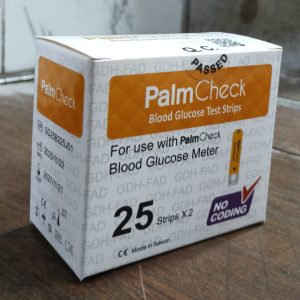 Q.C.
PASSED
PalmCheck
Blood Glucose Test Strips
PalmCheck
For use with PalmCheck
Blood Glucose Meter
25 Strips X 2
NO
CODING
CE Made in Taiwan
GDH-FAD